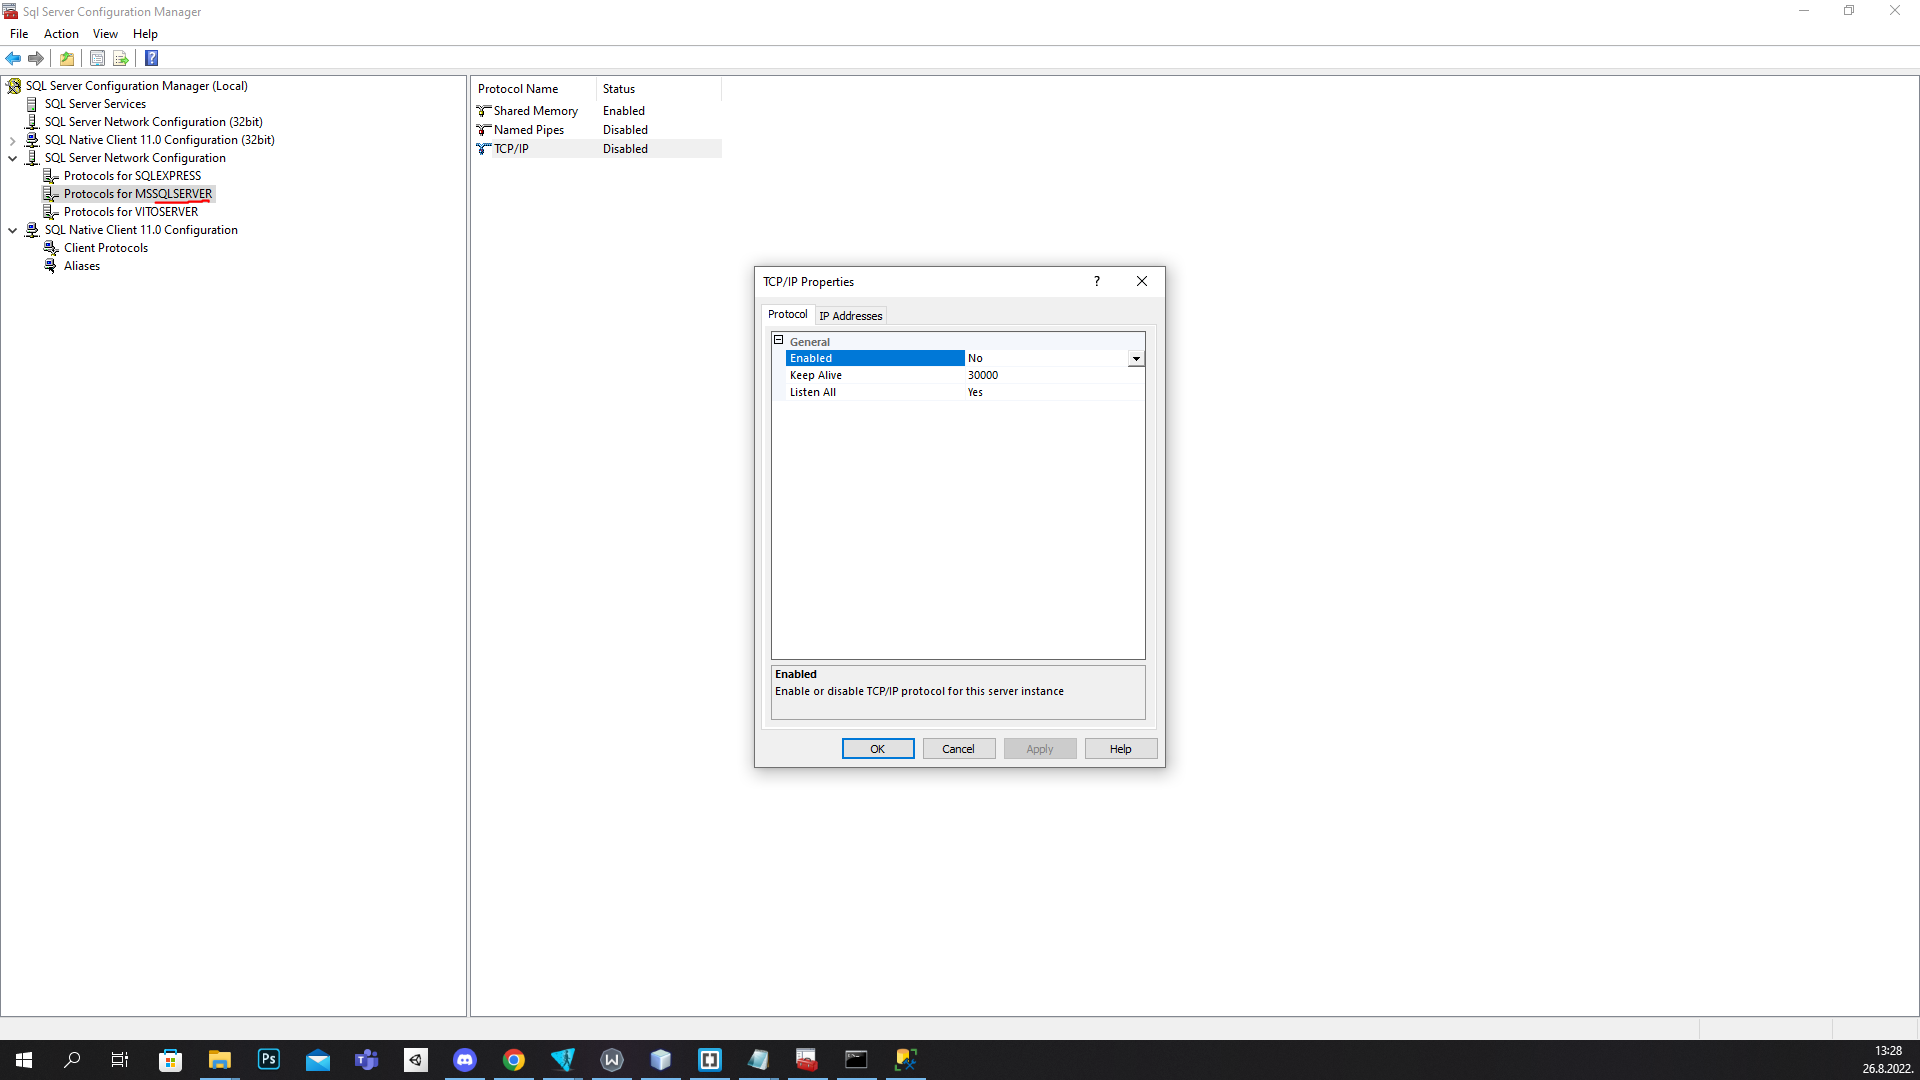 Sql Server Configuration Manager
File Action View Help
?
SQL Server Configuration Manager (Local)
SQL Server Services
SQL Server Network Configuration (32bit)
SQL Native Client 11.0 Configuration (32bit)
SQL Server Network Configuration
Protocols for SQLEXPRESS
Protocols for MSSQLSERVER
Protocols for VITOSERVER
SQL Native Client 11.0 Configuration
Client Protocols
Aliases
Protocol Name Status
Shared Memory Enabled
Named Pipes Disabled
TCP/IP Disabled
TCP/IP Properties ?
Protocol IP Addresses
General
Enabled No
Keep Alive 30000
Listen All Yes
Enabled
Enable or disable TCP/IP protocol for this server instance
OK Cancel Apply Help
Ps
13:28
26.8.2022.